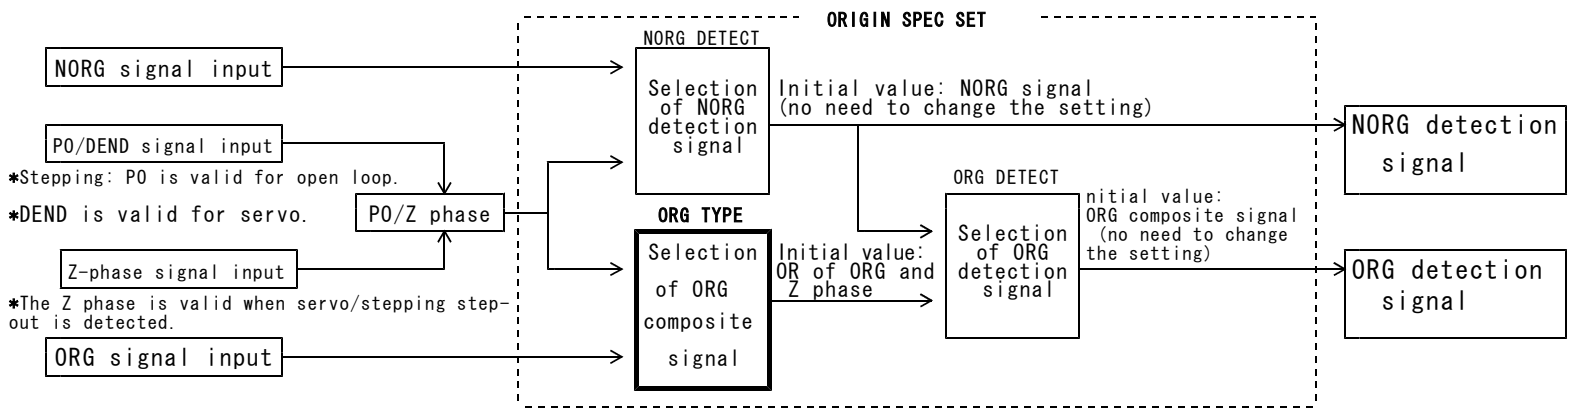 ORIGIN SPEC SET
NORG DETECT
NORG signal input
Selection
of NORG
detection
signal
Initial value: NORG signal
(no need to change the setting)
NORG detection
signal
PO/DEND signal input
*Stepping: PO is valid for open loop.
*DEND is valid for servo.
PO/Z phase
Z-phase signal input
*The Z phase is valid when servo/stepping step-
out is detected.
ORG signal input
ORG TYPE
Selection
of ORG
composite
signal
Initial value:
OR of ORG and
Z phase
ORG DETECT
Selection
of ORG
detection
signal
nitial value:
ORG composite signal
(no need to change
the setting)
ORG detection
signal